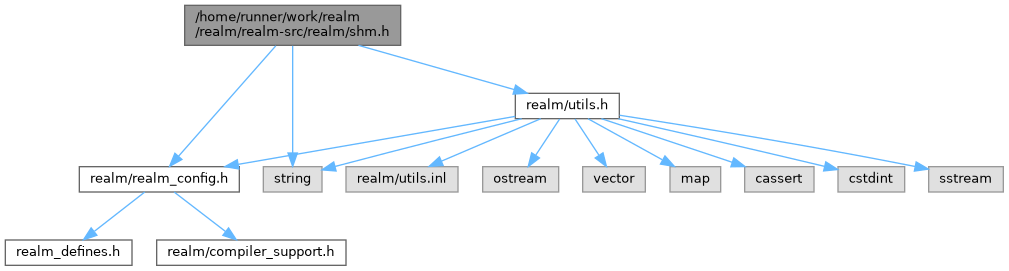 /home/runner/work/realm
/realm/realm-src/realm/shm.h
realm/utils.h
realm/realm_config.h
string
realm/utils.inl
ostream
vector
map
cassert
cstdint
sstream
realm_defines.h
realm/compiler_support.h